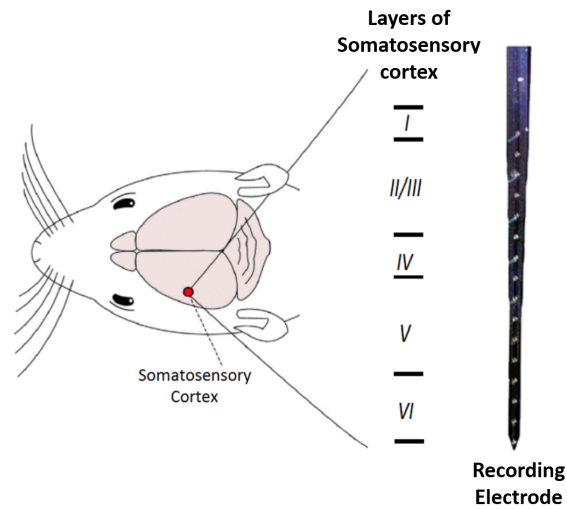 Layers of
Somatosensory
cortex
I
II/III
IV
V
VI
Somatosensory
Cortex
Recording
Electrode